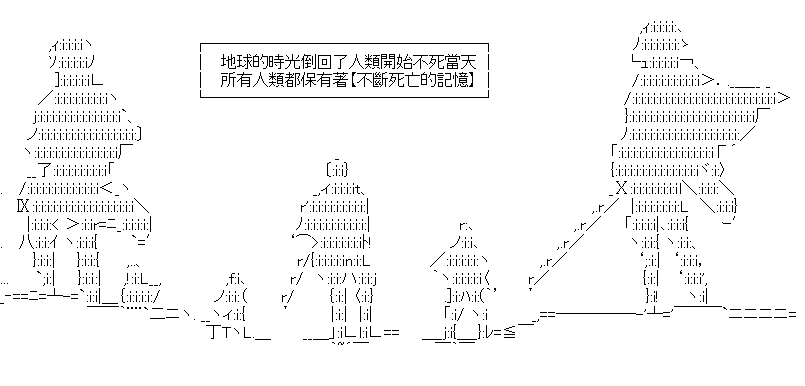 地球的時光倒回了人類開始不死當天
所有人類都保有著【不斷死亡的記憶】